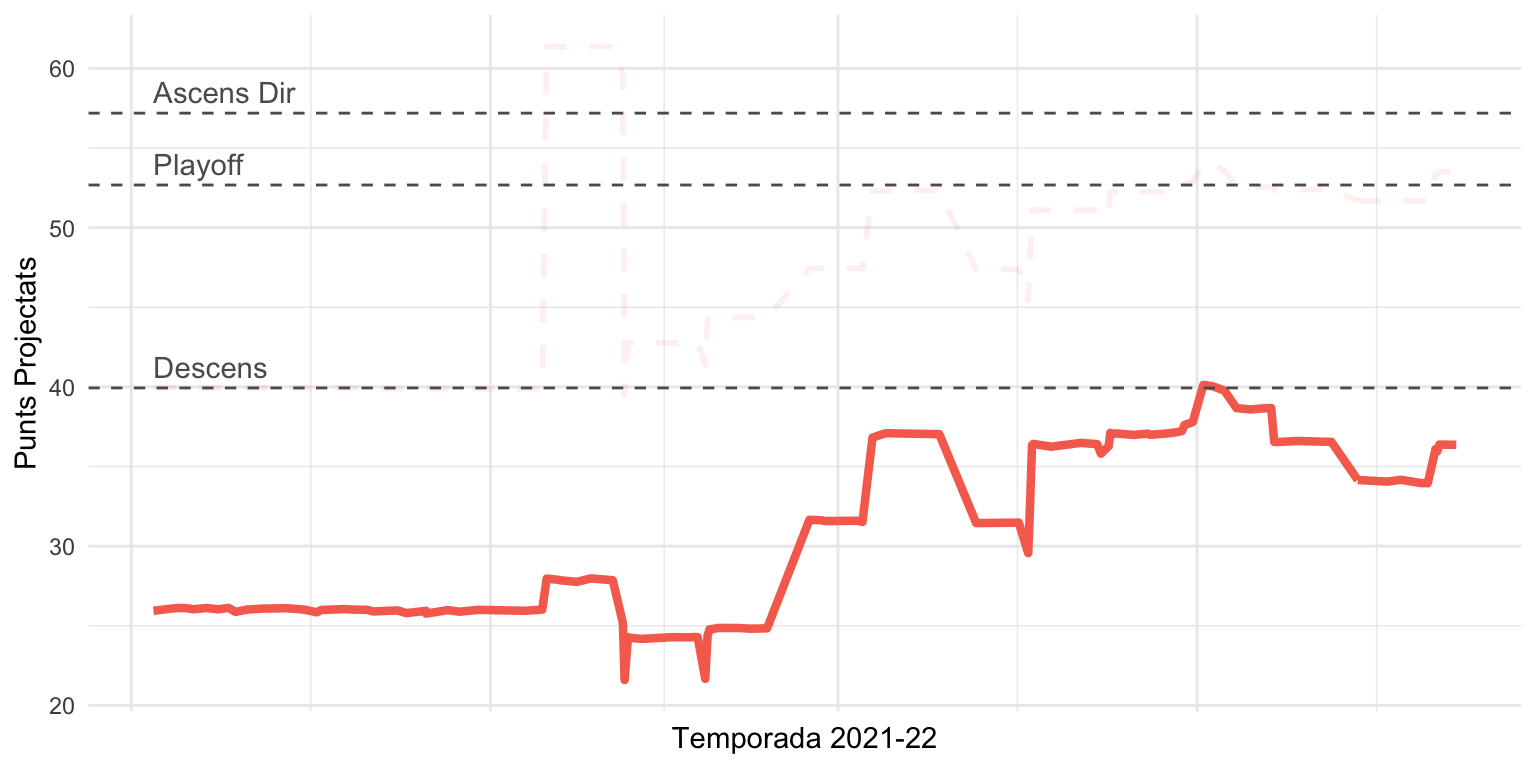 60
Ascens Dir
Playoff
50
Descens
40
30
20
Punts Projectats
Temporada 2021-22